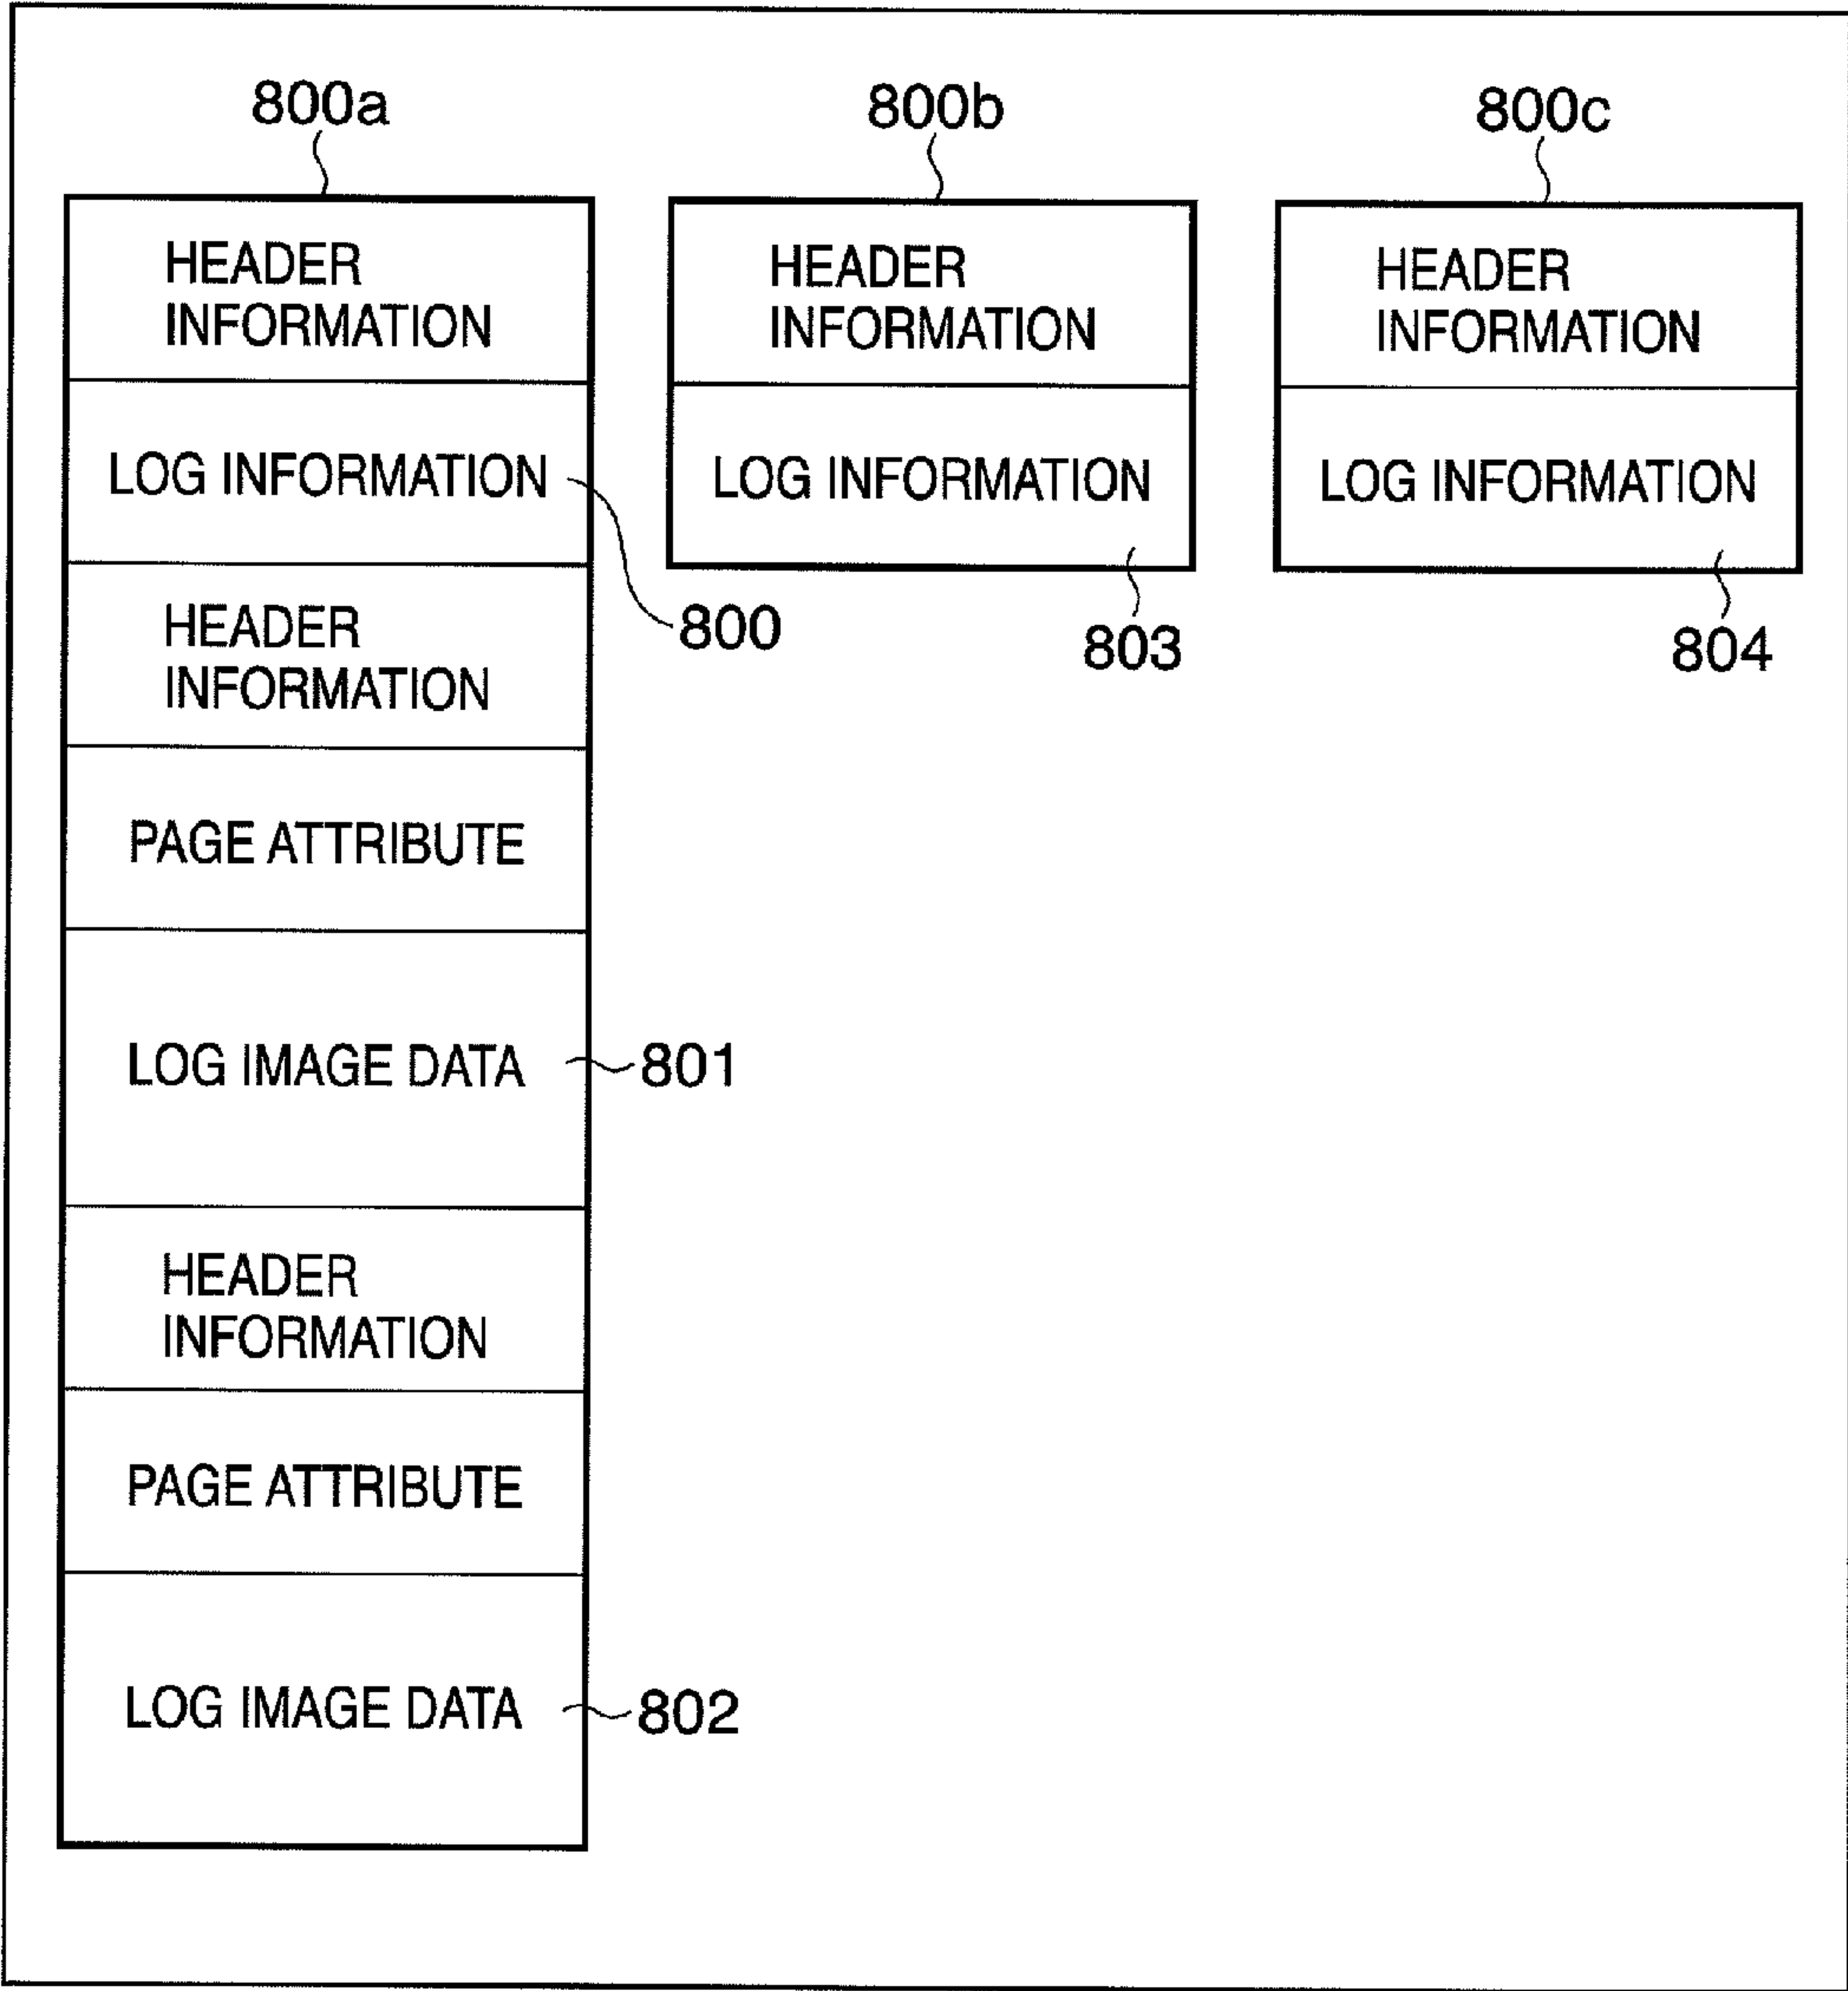 800a
HEADER
INFORMATION
LOG INFORMATION
800
HEADER
INFORMATION
PAGE ATTRIBUTE
LOG IMAGE DATA
801
HEADER
INFORMATION
PAGE ATTRIBUTE
LOG IMAGE DATA
802
800b
HEADER
INFORMATION
LOG INFORMATION
803
800c
HEADER
INFORMATION
LOG INFORMATION
804